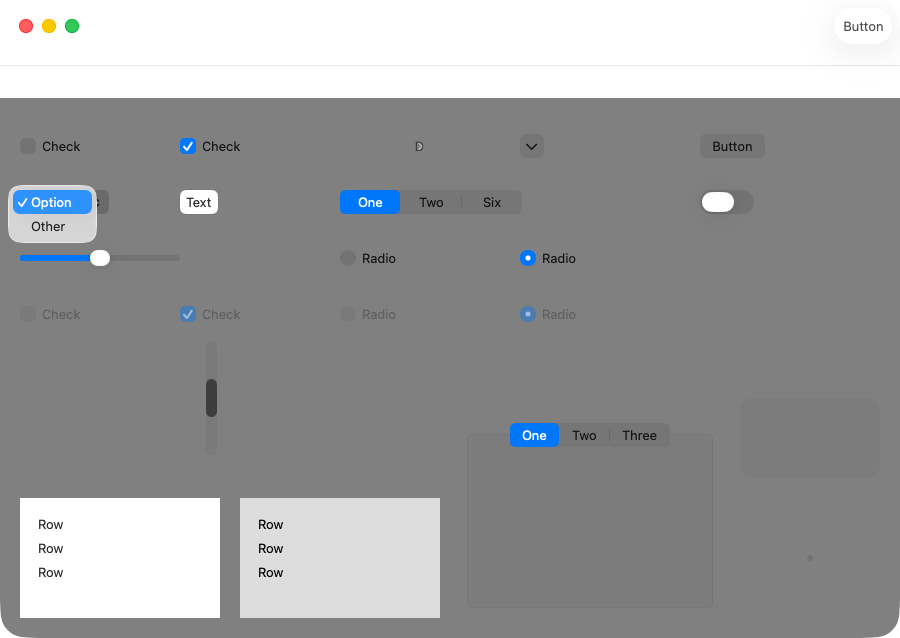 Button
Check
Check
Button
Option
Other
Text
One
Two
Six
Radio
Radio
Check
Check
Radio
Radio
One
Two
Three
Row
Row
Row
Row
Row
Row